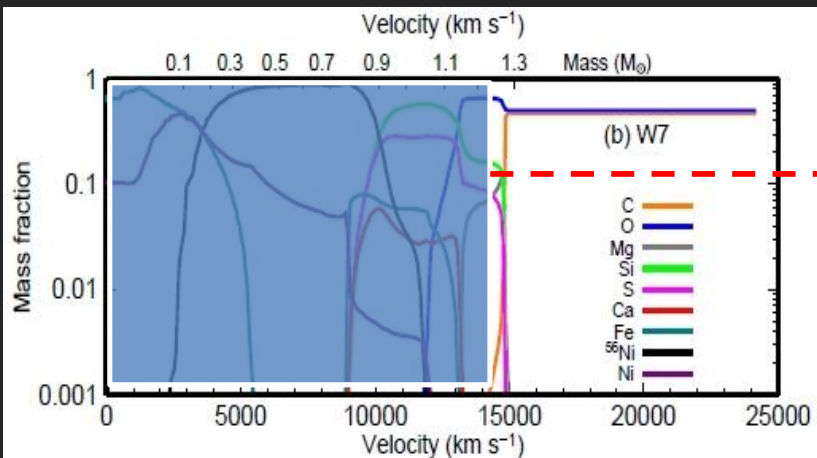 Velocity (km s⁻¹)
0.1 0.3 0.5 0.7 0.9 1.1 1.3 Mass (M⊙)
1
0.1
0.01
0.001
Mass fraction
(b) W7
C
O
Mg
Si
S
Ca
Fe
⁵⁶Ni
Ni
0 5000 10000 15000 20000 25000
Velocity (km s⁻¹)